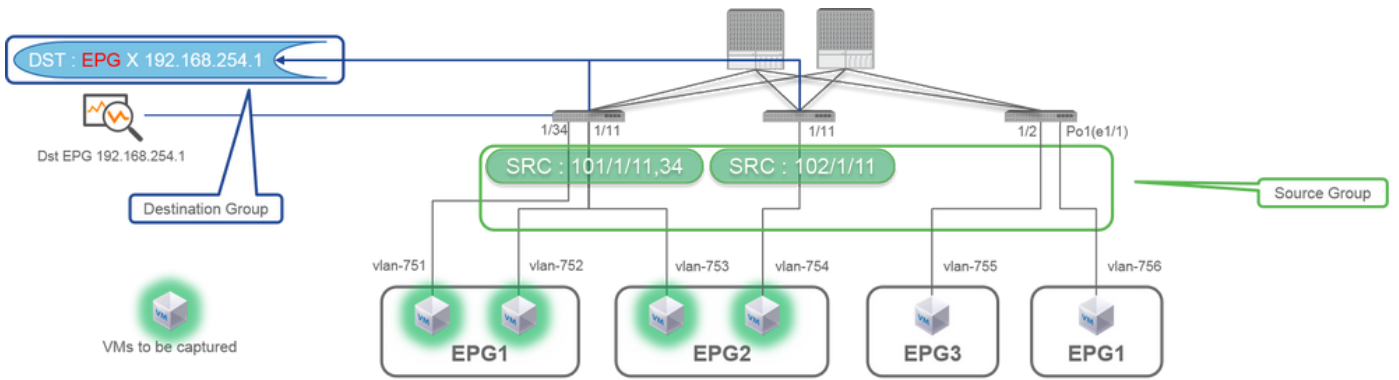 DST : EPG X 192.168.254.1
Dst EPG 192.168.254.1
Destination Group
1/34
1/11
1/11
1/2
Po1(e1/1)
SRC : 101/1/11,34
SRC : 102/1/11
Source Group
vlan-751
vlan-752
vlan-753
vlan-754
vlan-755
vlan-756
VM
VM
VM
VM
VM
VM
VM
VMs to be captured
EPG1
EPG2
EPG3
EPG1